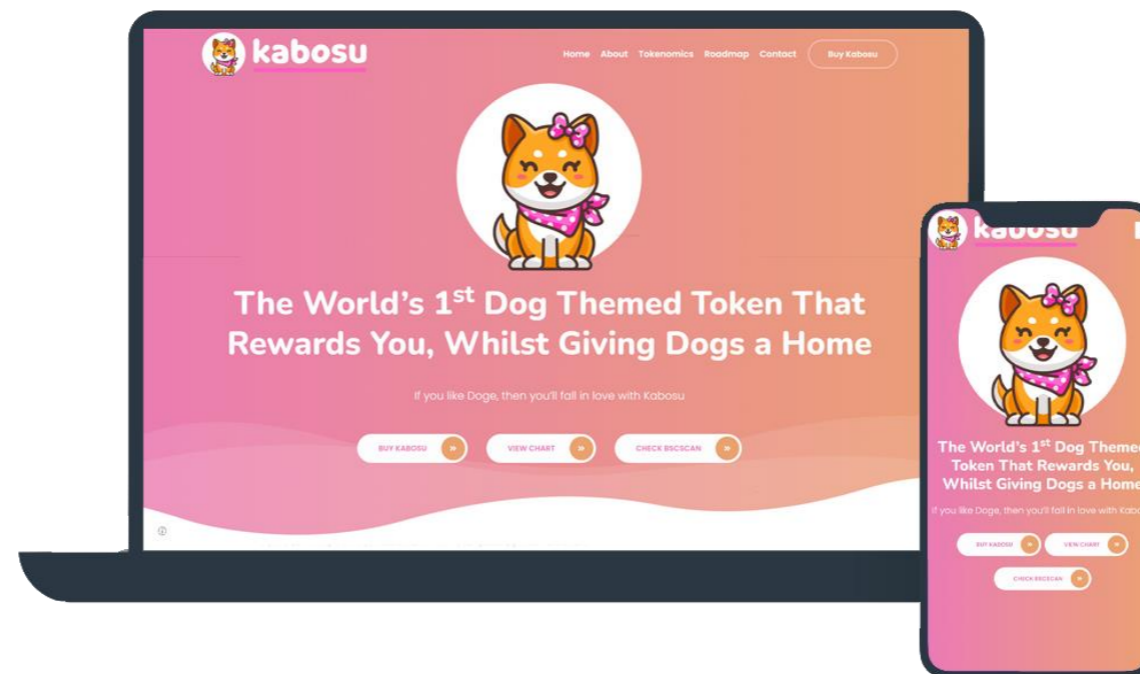 kabosu
Home About Tokenomics Roadmap Contact Buy Kabosu
The World's 1st Dog Themed Token That
Rewards You, Whilst Giving Dogs a Home
If you like Doge, then you'll fall in love with Kabosu
BUY KABOSU » VIEW CHART » CHECK BSCSCAN »
kabosu
The World's 1st Dog Themed
Token That Rewards You,
Whilst Giving Dogs a Home
If you like Doge, then you'll fall in love with Kabo
BUY KABOSU » VIEW CHART »
CHECK BSCSCAN »